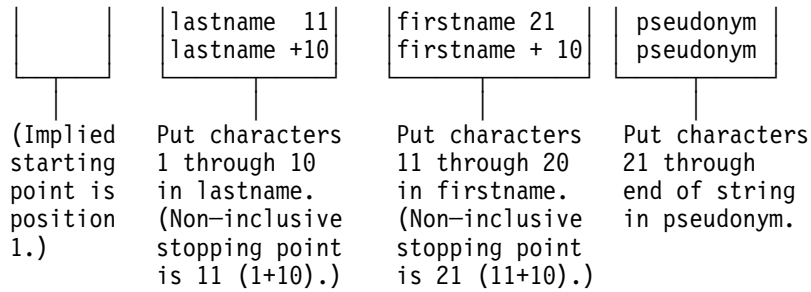 lastname  11 firstname 21 pseudonym
lastname +10 firstname + 10 pseudonym
(Implied Put characters Put characters Put characters
starting 1 through 10 11 through 20 21 through
point is in lastname. in firstname. end of string
position (Non—inclusive (Non—inclusive in pseudonym.
1.) stopping point stopping point
is 11 (1+10).) is 21 (11+10).)